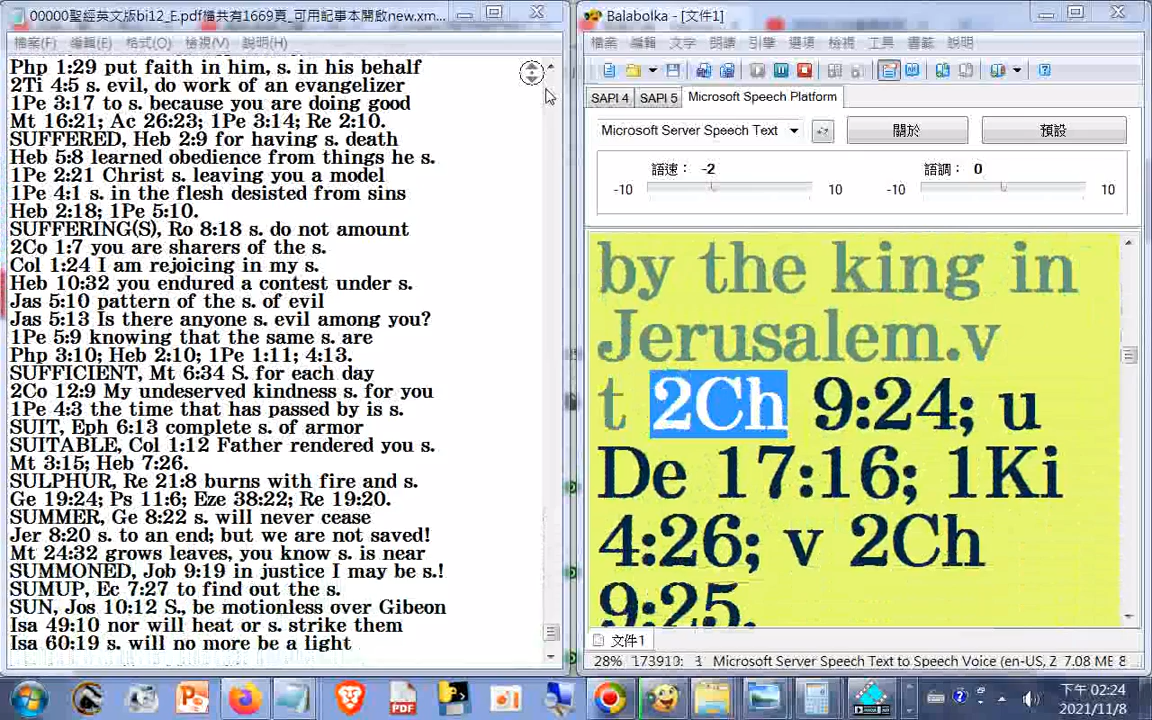 00000聖經英文版bi12_E.pdf檔共有1669頁_可用記事本開啟new.xm...
檔案(F) 編輯(E) 格式(O) 檢視(V) 說明(H)
Php 1:29 put faith in him, s. in his behalf
2Ti 4:5 s. evil, do work of an evangelizer
1Pe 3:17 to s. because you are doing good
Mt 16:21; Ac 26:23; 1Pe 3:14; Re 2:10.
SUFFERED, Heb 2:9 for having s. death
Heb 5:8 learned obedience from things he s.
1Pe 2:21 Christ s. leaving you a model
1Pe 4:1 s. in the flesh desisted from sins
Heb 2:18; 1Pe 5:10.
SUFFERING(S), Ro 8:18 s. do not amount
2Co 1:7 you are sharers of the s.
Col 1:24 I am rejoicing in my s.
Heb 10:32 you endured a contest under s.
Jas 5:10 pattern of the s. of evil
Jas 5:13 Is there anyone s. evil among you?
1Pe 5:9 knowing that the same s. are
Php 3:10; Heb 2:10; 1Pe 1:11; 4:13.
SUFFICIENT, Mt 6:34 S. for each day
2Co 12:9 My undeserved kindness s. for you
1Pe 4:3 the time that has passed by is s.
SUIT, Eph 6:13 complete s. of armor
SUITABLE, Col 1:12 Father rendered you s.
Mt 3:15; Heb 7:26.
SULPHUR, Re 21:8 burns with fire and s.
Ge 19:24; Ps 11:6; Eze 38:22; Re 19:20.
SUMMER, Ge 8:22 s. will never cease
Jer 8:20 s. to an end; but we are not saved!
Mt 24:32 grows leaves, you know s. is near
SUMMONED, Job 9:19 in justice I may be s.!
SUMUP, Ec 7:27 to find out the s.
SUN, Jos 10:12 S., be motionless over Gibeon
Isa 49:10 nor will heat or s. strike them
Isa 60:19 s. will no more be a light
Balabolka - [文件1]
檔案 編輯 文字 朗讀 引擎 選項 檢視 工具 書籤 說明
SAPI 4 SAPI 5 Microsoft Speech Platform
Microsoft Server Speech Text 關於 預設
語速： -2 語調： 0
-10 10 -10 10
by the king in
Jerusalem.v
t 2Ch 9:24; u
De 17:16; 1Ki
4:26; v 2Ch
9:25.
文件1
28% 173910: 1 Microsoft Server Speech Text to Speech Voice (en-US, Z 7.08 MB 8
PDF
下午 02:24
2021/11/8